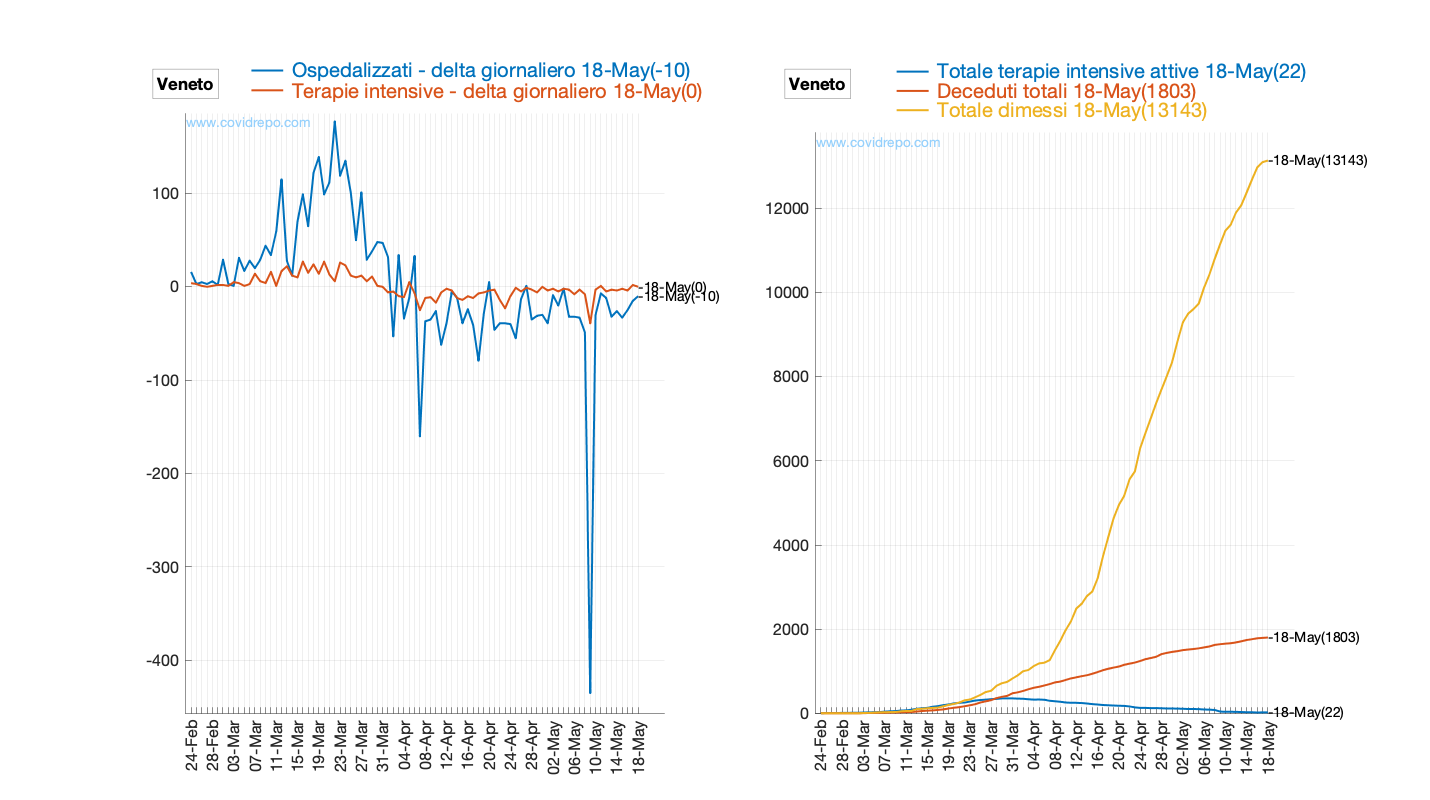 Veneto
Ospedalizzati - delta giornaliero 18-May(-10)
Terapie intensive - delta giornaliero 18-May(0)
www.covidrepo.com
100
0
-100
-200
-300
-400
18-May(0)
18-May(-10)
24-Feb
28-Feb
03-Mar
07-Mar
11-Mar
15-Mar
19-Mar
23-Mar
27-Mar
31-Mar
04-Apr
08-Apr
12-Apr
16-Apr
20-Apr
24-Apr
28-Apr
02-May
06-May
10-May
14-May
18-May
Veneto
Totale terapie intensive attive 18-May(22)
Deceduti totali 18-May(1803)
Totale dimessi 18-May(13143)
www.covidrepo.com
12000
10000
8000
6000
4000
2000
0
18-May(13143)
18-May(1803)
18-May(22)
24-Feb
28-Feb
03-Mar
07-Mar
11-Mar
15-Mar
19-Mar
23-Mar
27-Mar
31-Mar
04-Apr
08-Apr
12-Apr
16-Apr
20-Apr
24-Apr
28-Apr
02-May
06-May
10-May
14-May
18-May